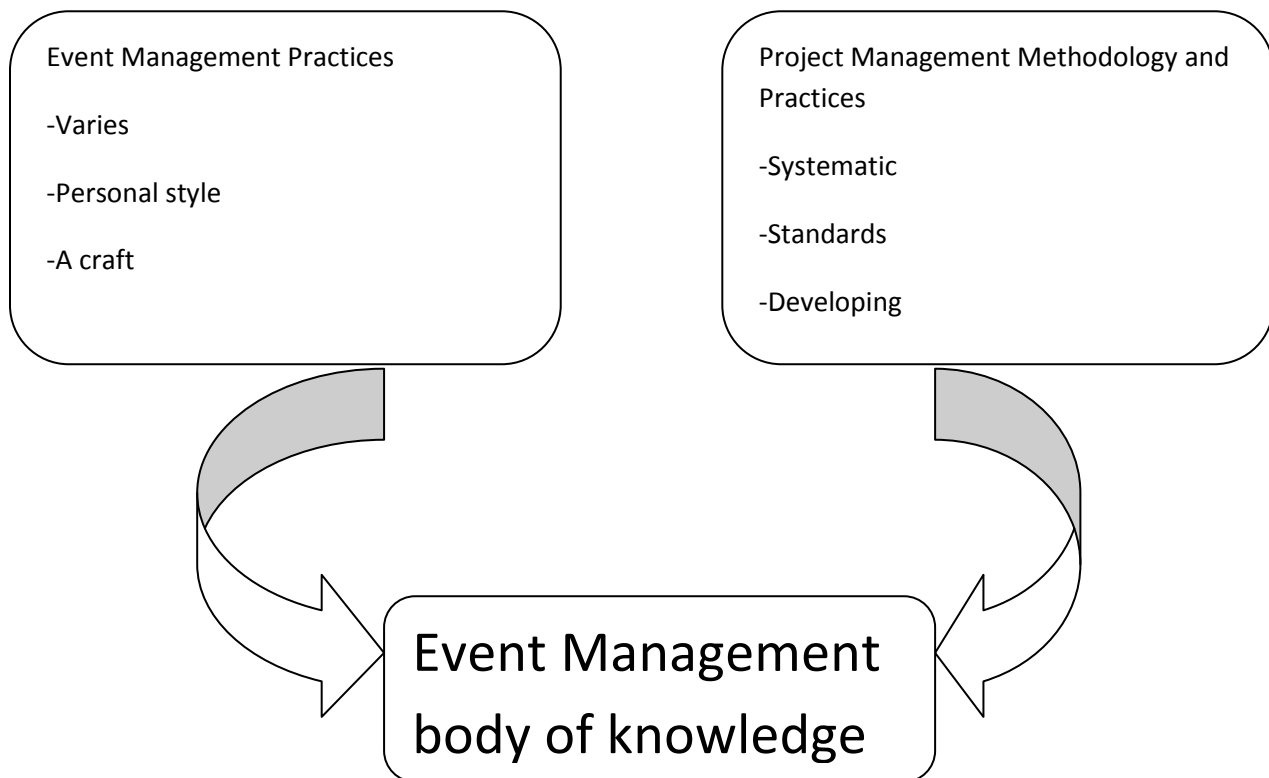 Event Management Practices
-Varies
-Personal style
-A craft
Project Management Methodology and
Practices
-Systematic
-Standards
-Developing
Event Management
body of knowledge